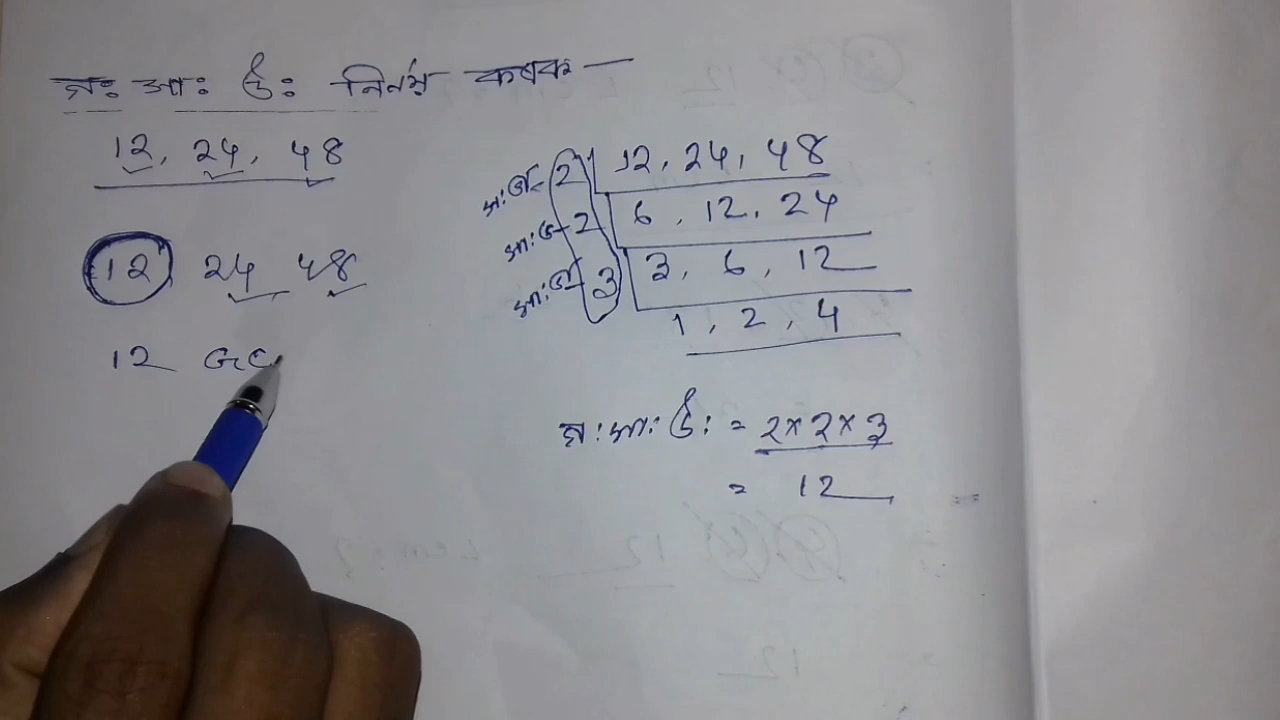 গঃ সাঃ উঃ নির্ণয় করুন —
12, 24, 48
12 24 48
12 GC
সাঃ উঃ 2 12, 24, 48
সাঃ উঃ 2 6, 12, 24
সাঃ উঃ 3 3, 6, 12
1, 2, 4
গঃ সাঃ উঃ = 2 × 2 × 3
= 12